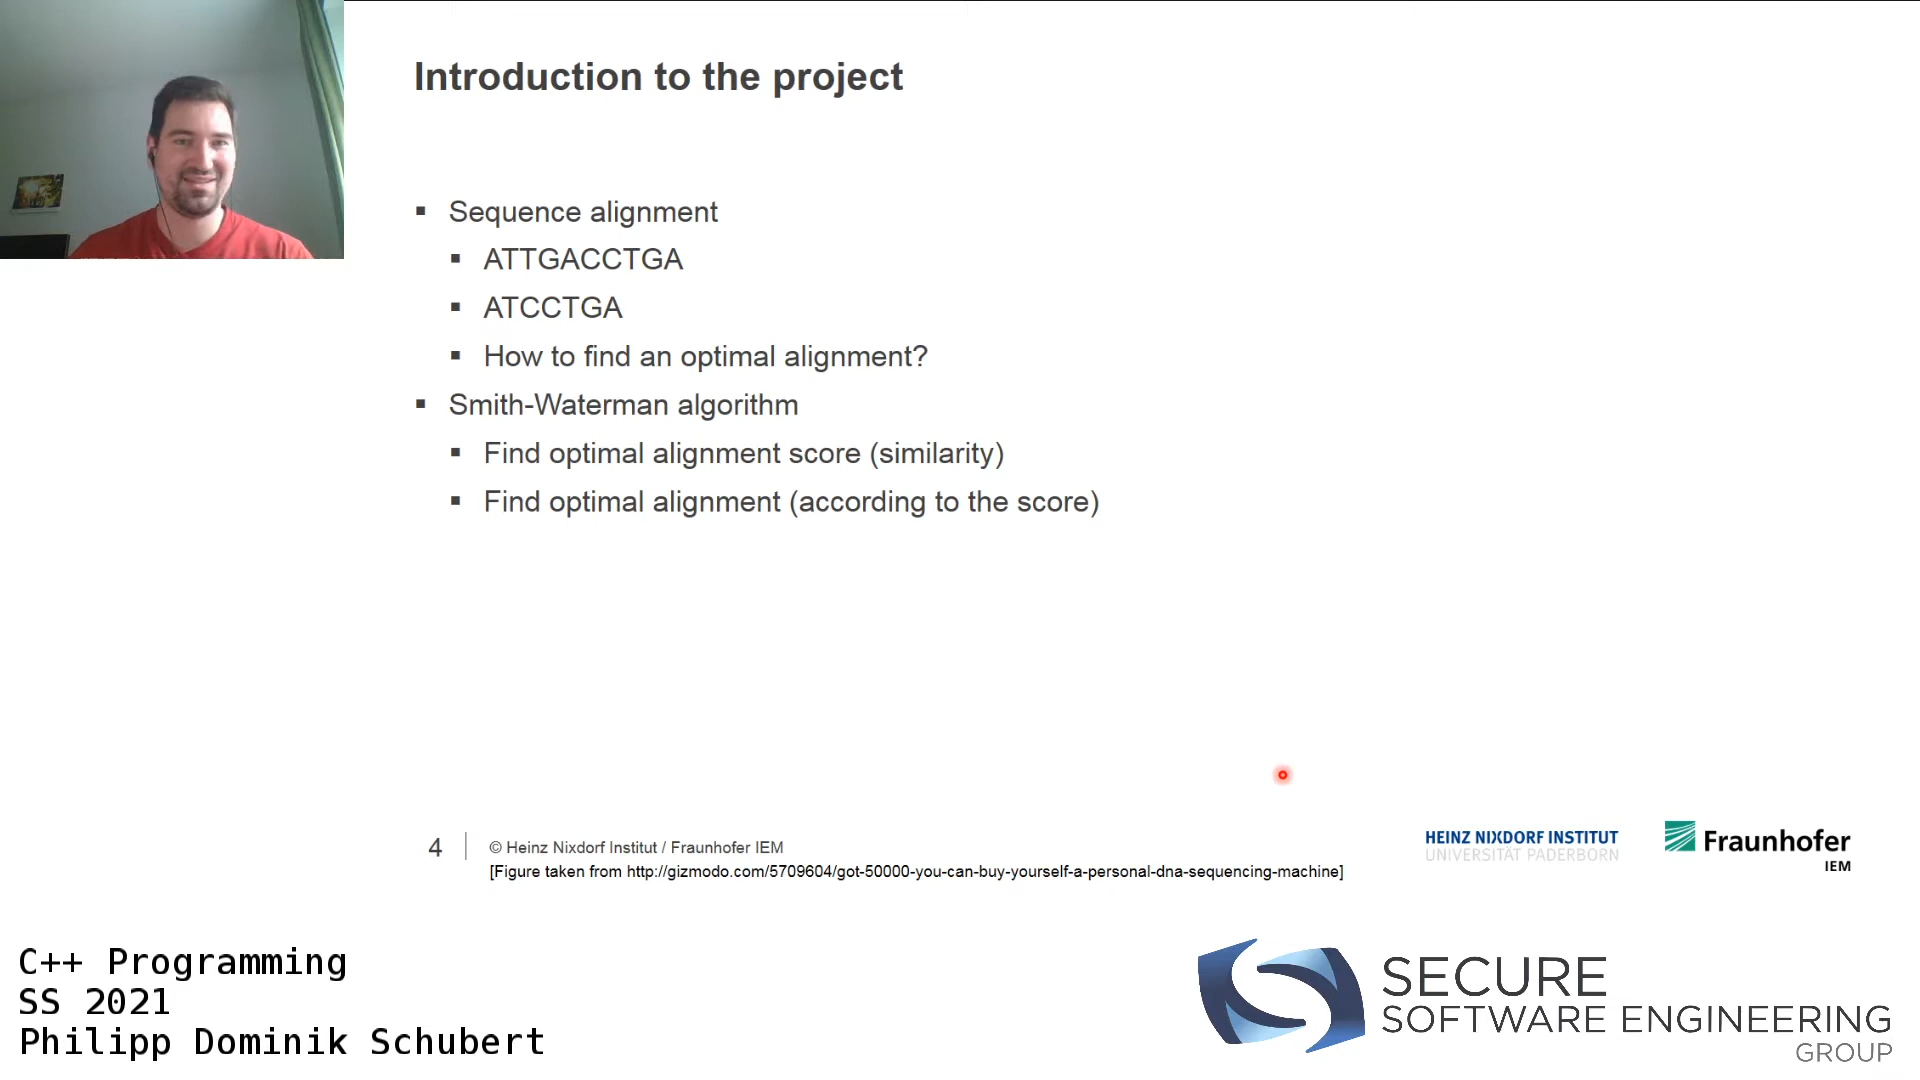 Introduction to the project
Sequence alignment
ATTGACCTGA
ATCCTGA
How to find an optimal alignment?
Smith-Waterman algorithm
Find optimal alignment score (similarity)
Find optimal alignment (according to the score)
4
© Heinz Nixdorf Institut / Fraunhofer IEM
[Figure taken from http://gizmodo.com/5709604/got-50000-you-can-buy-yourself-a-personal-dna-sequencing-machine]
HEINZ NIXDORF INSTITUT
UNIVERSITÄT PADERBORN
Fraunhofer
IEM
C++ Programming
SS 2021
Philipp Dominik Schubert
SECURE
SOFTWARE ENGINEERING
GROUP